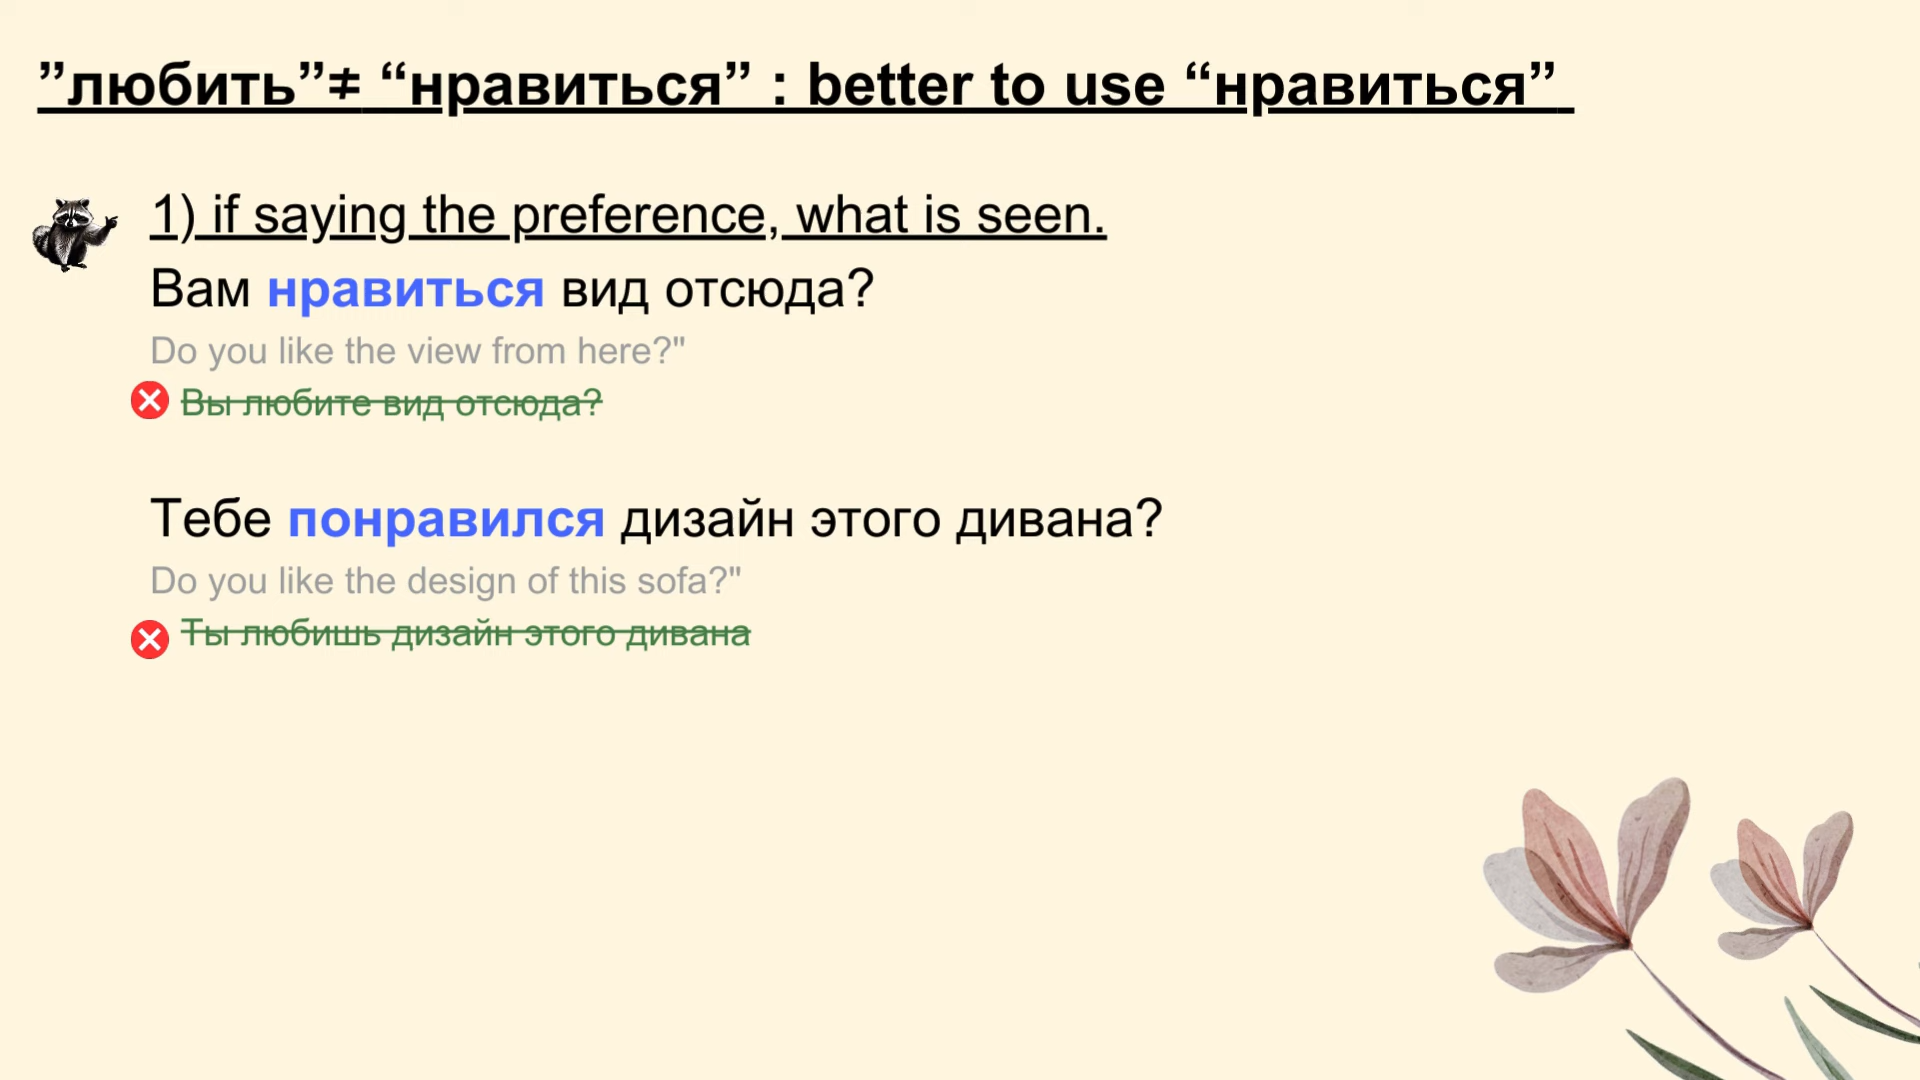 ”любить”≠ “нравиться” : better to use “нравиться”
1) if saying the preference, what is seen.
Вам нравиться вид отсюда?
Do you like the view from here?"
Вы любите вид отсюда?
Тебе понравился дизайн этого дивана?
Do you like the design of this sofa?"
Ты любишь дизайн этого дивана